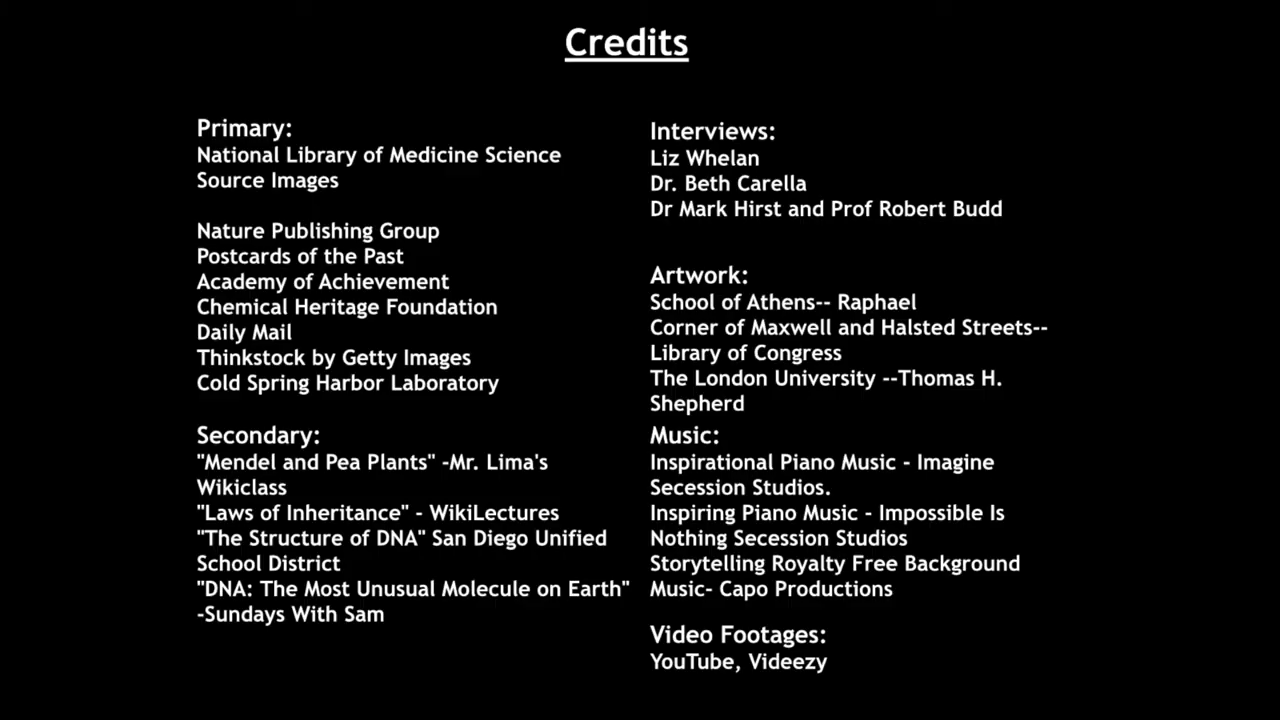 Credits
Primary:
National Library of Medicine Science
Source Images
Nature Publishing Group
Postcards of the Past
Academy of Achievement
Chemical Heritage Foundation
Daily Mail
Thinkstock by Getty Images
Cold Spring Harbor Laboratory
Secondary:
"Mendel and Pea Plants" -Mr. Lima's
Wikiclass
"Laws of Inheritance" - WikiLectures
"The Structure of DNA" San Diego Unified
School District
"DNA: The Most Unusual Molecule on Earth"
-Sundays With Sam
Interviews:
Liz Whelan
Dr. Beth Carella
Dr Mark Hirst and Prof Robert Budd
Artwork:
School of Athens-- Raphael
Corner of Maxwell and Halsted Streets--
Library of Congress
The London University --Thomas H.
Shepherd
Music:
Inspirational Piano Music - Imagine
Secession Studios.
Inspiring Piano Music - Impossible Is
Nothing Secession Studios
Storytelling Royalty Free Background
Music- Capo Productions
Video Footages:
YouTube, Videezy